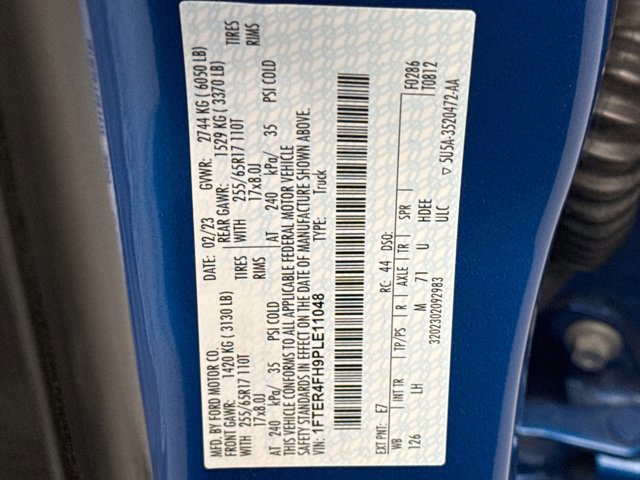 MFD. BY FORD MOTOR CO.
DATE: 02/23 GVWR: 2744 KG (6050 LB)
FRONT GAWR: 1420 KG (3130 LB) REAR GAWR: 1529 KG (3370 LB)
WITH 255/65R17 110T TIRES WITH 255/65R17 110T TIRES
17x8.0J RIMS 17x8.0J RIMS
AT 240 kPa/ 35 PSI COLD AT 240 kPa/ 35 PSI COLD
THIS VEHICLE CONFORMS TO ALL APPLICABLE FEDERAL MOTOR VEHICLE
SAFETY STANDARDS IN EFFECT ON THE DATE OF MANUFACTURE SHOWN ABOVE.
VIN: 1FTER4FH9PLE11048 TYPE: Truck
F0286
EXT PNT: E7 RC: 44 DSO: T0812
WB INT TR TP/PS R AXLE TR SPR
126 LH M 71 U HDEE
ULC
3202302092983 ▽ 5U5A-3520472-AA